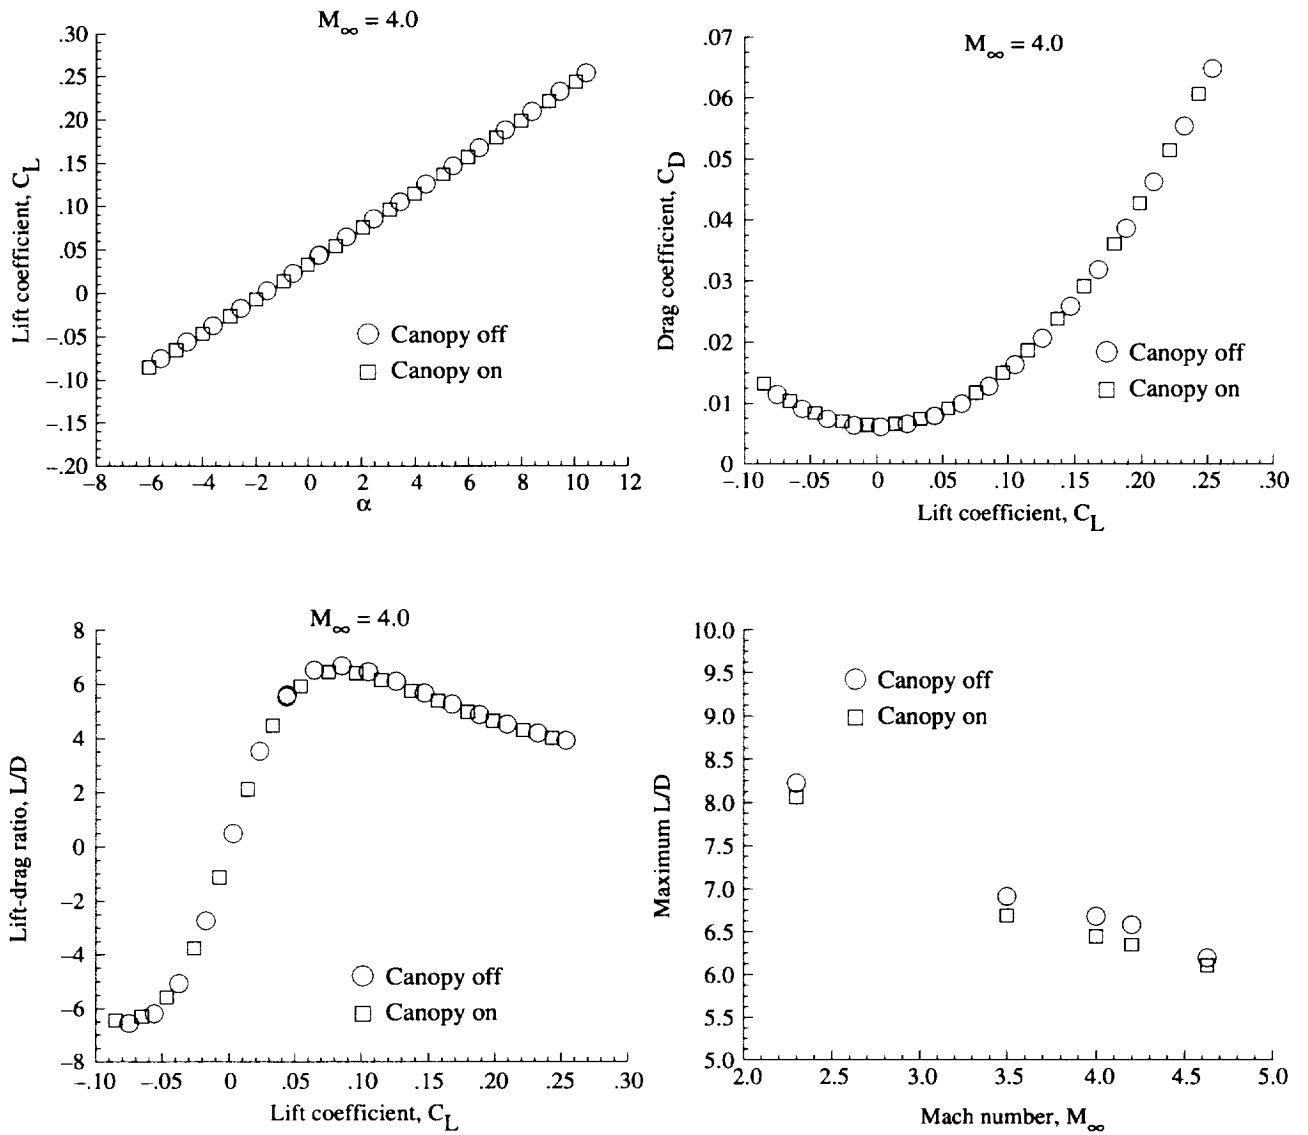 M∞ = 4.0
.30
.25
.20
.15
.10
.05
0
−.05
−.10
−.15
−.20
Lift coefficient, CL
Canopy off
Canopy on
−8 −6 −4 −2 0 2 4 6 8 10 12
α
M∞ = 4.0
.07
.06
.05
.04
.03
.02
.01
0
Drag coefficient, CD
Canopy off
Canopy on
−.10 −.05 0 .05 .10 .15 .20 .25 .30
Lift coefficient, CL
M∞ = 4.0
8
6
4
2
0
−2
−4
−6
−8
Lift-drag ratio, L/D
Canopy off
Canopy on
−.10 −.05 0 .05 .10 .15 .20 .25 .30
Lift coefficient, CL
10.0
9.5
9.0
8.5
8.0
7.5
7.0
6.5
6.0
5.5
5.0
Maximum L/D
Canopy off
Canopy on
2.0 2.5 3.0 3.5 4.0 4.5 5.0
Mach number, M∞